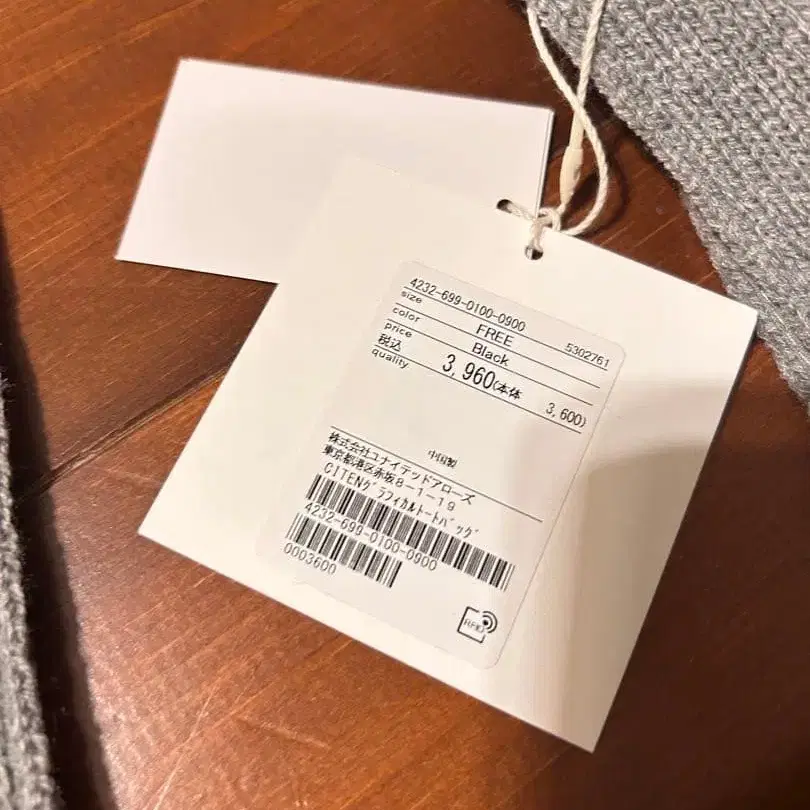 4232-699-0100-0900
size FREE 5302761
color Black
price
税込 3,960(本体 3,600)
quality
中国製
株式会社ユナイテッドアローズ
東京都港区赤坂8-1-19
CITENグラフィカルトートバッグ
4232-699-0100-0900
0003600
RFID